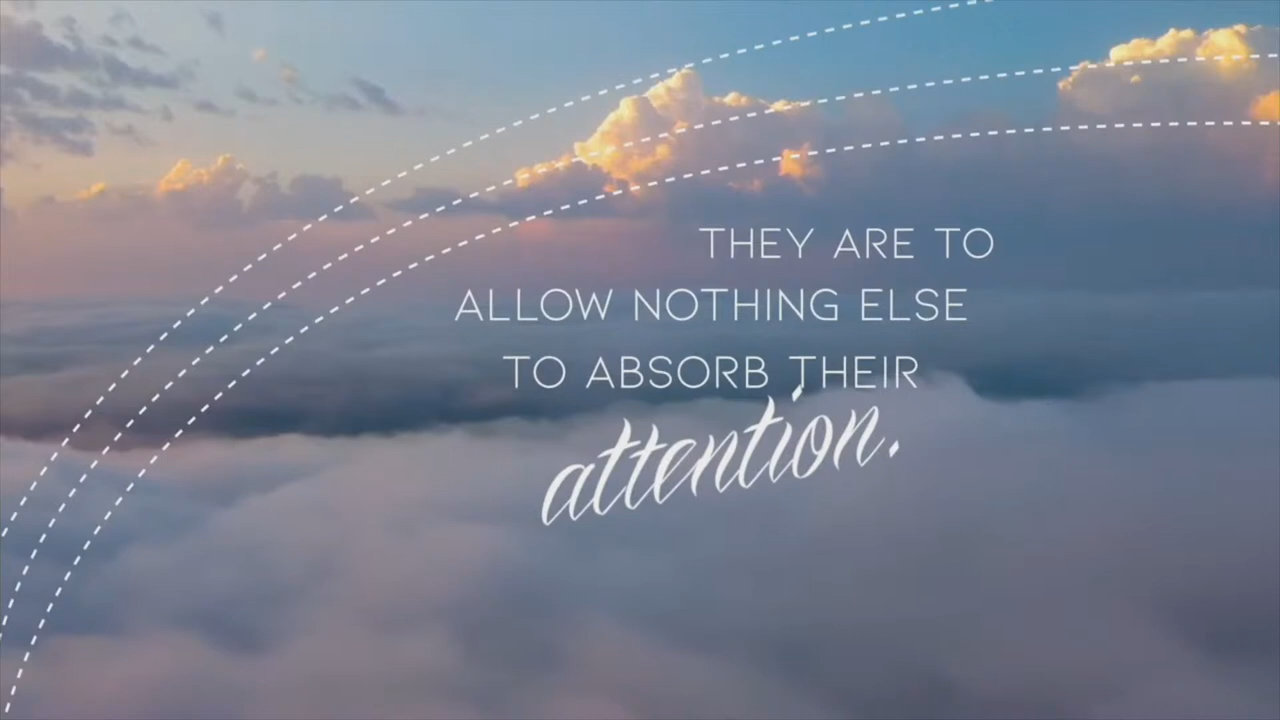 THEY ARE TO
ALLOW NOTHING ELSE
TO ABSORB THEIR
attention.